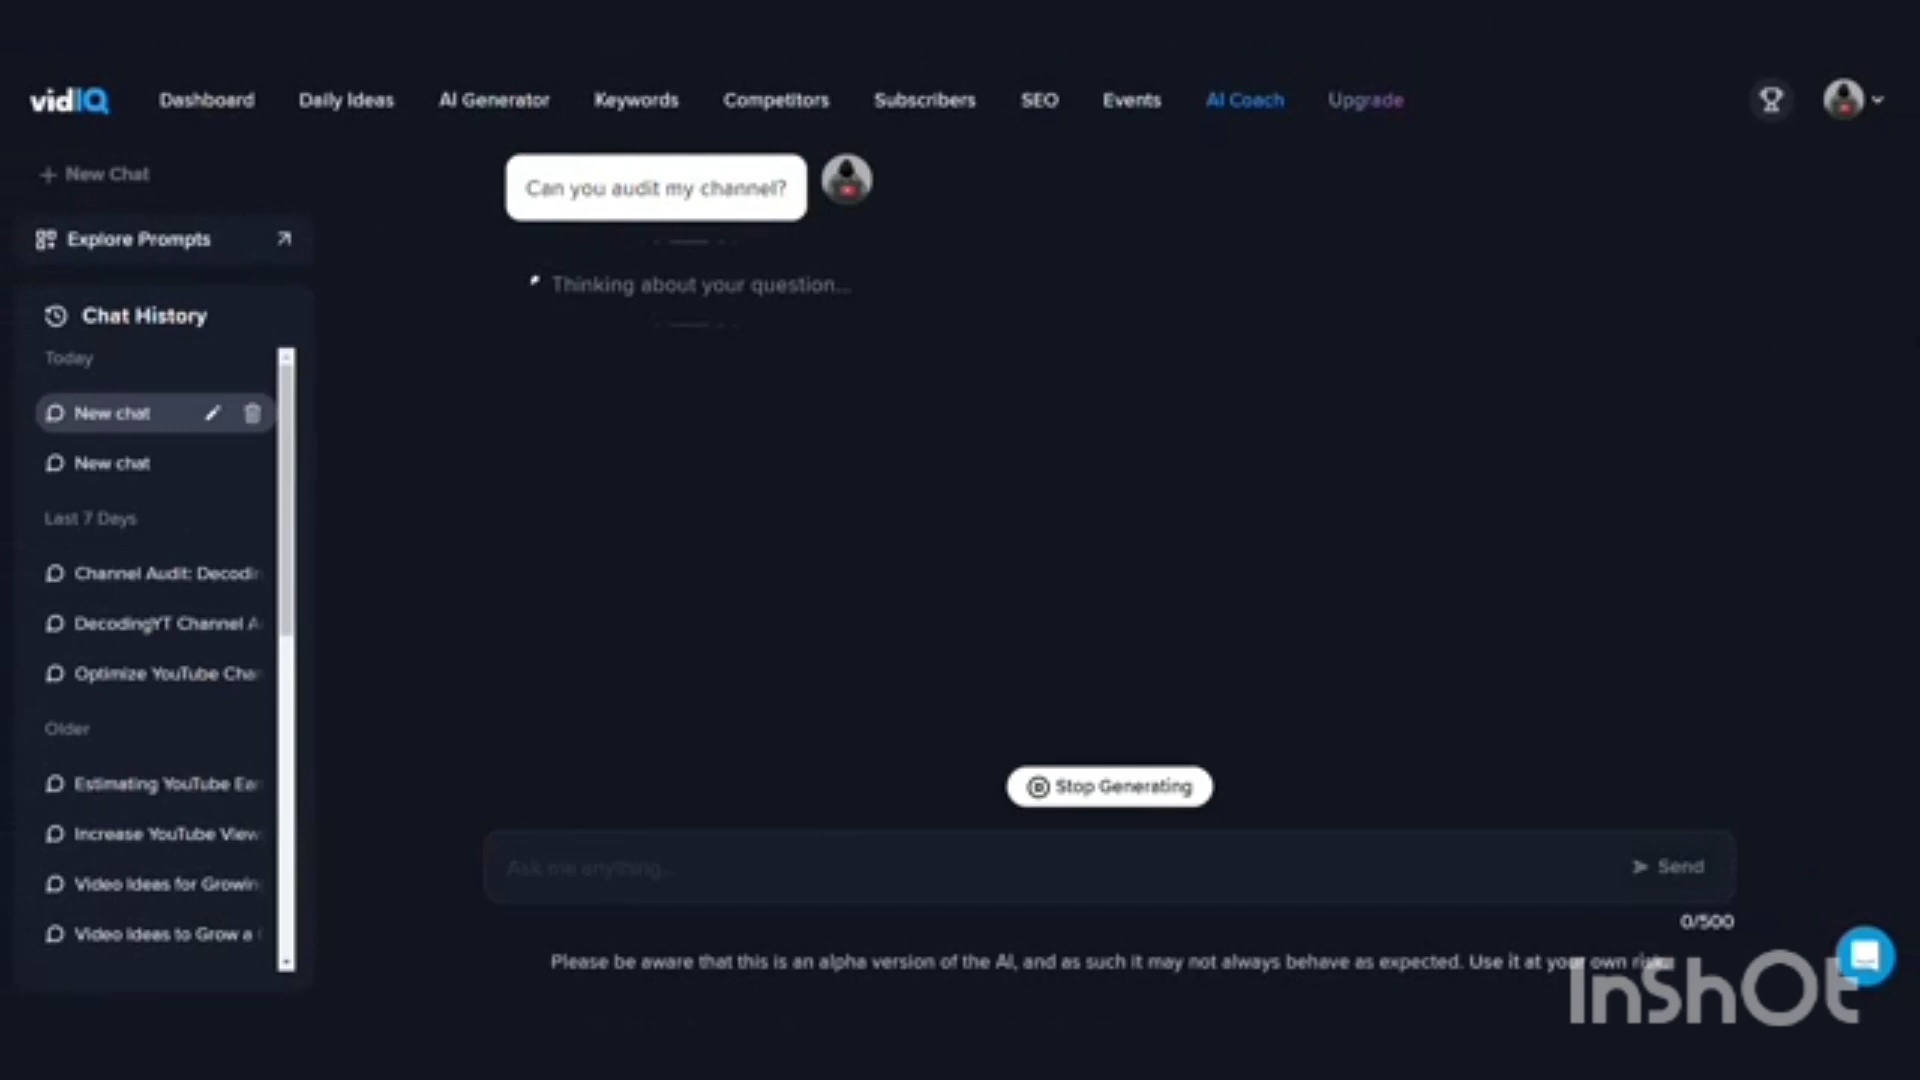 vidIQ
Dashboard
Daily Ideas
AI Generator
Keywords
Competitors
Subscribers
SEO
Events
AI Coach
Upgrade
+ New Chat
Explore Prompts
Chat History
Today
New chat
New chat
Last 7 Days
Channel Audit: Decodin
DecodingYT Channel A
Optimize YouTube Cha
Older
Estimating YouTube Ea
Increase YouTube View
Video Ideas for Growin
Video Ideas to Grow a
Can you audit my channel?
Thinking about your question...
Stop Generating
Ask me anything...
Send
0/500
Please be aware that this is an alpha version of the AI, and as such it may not always behave as expected. Use it at your own risk
InShOt